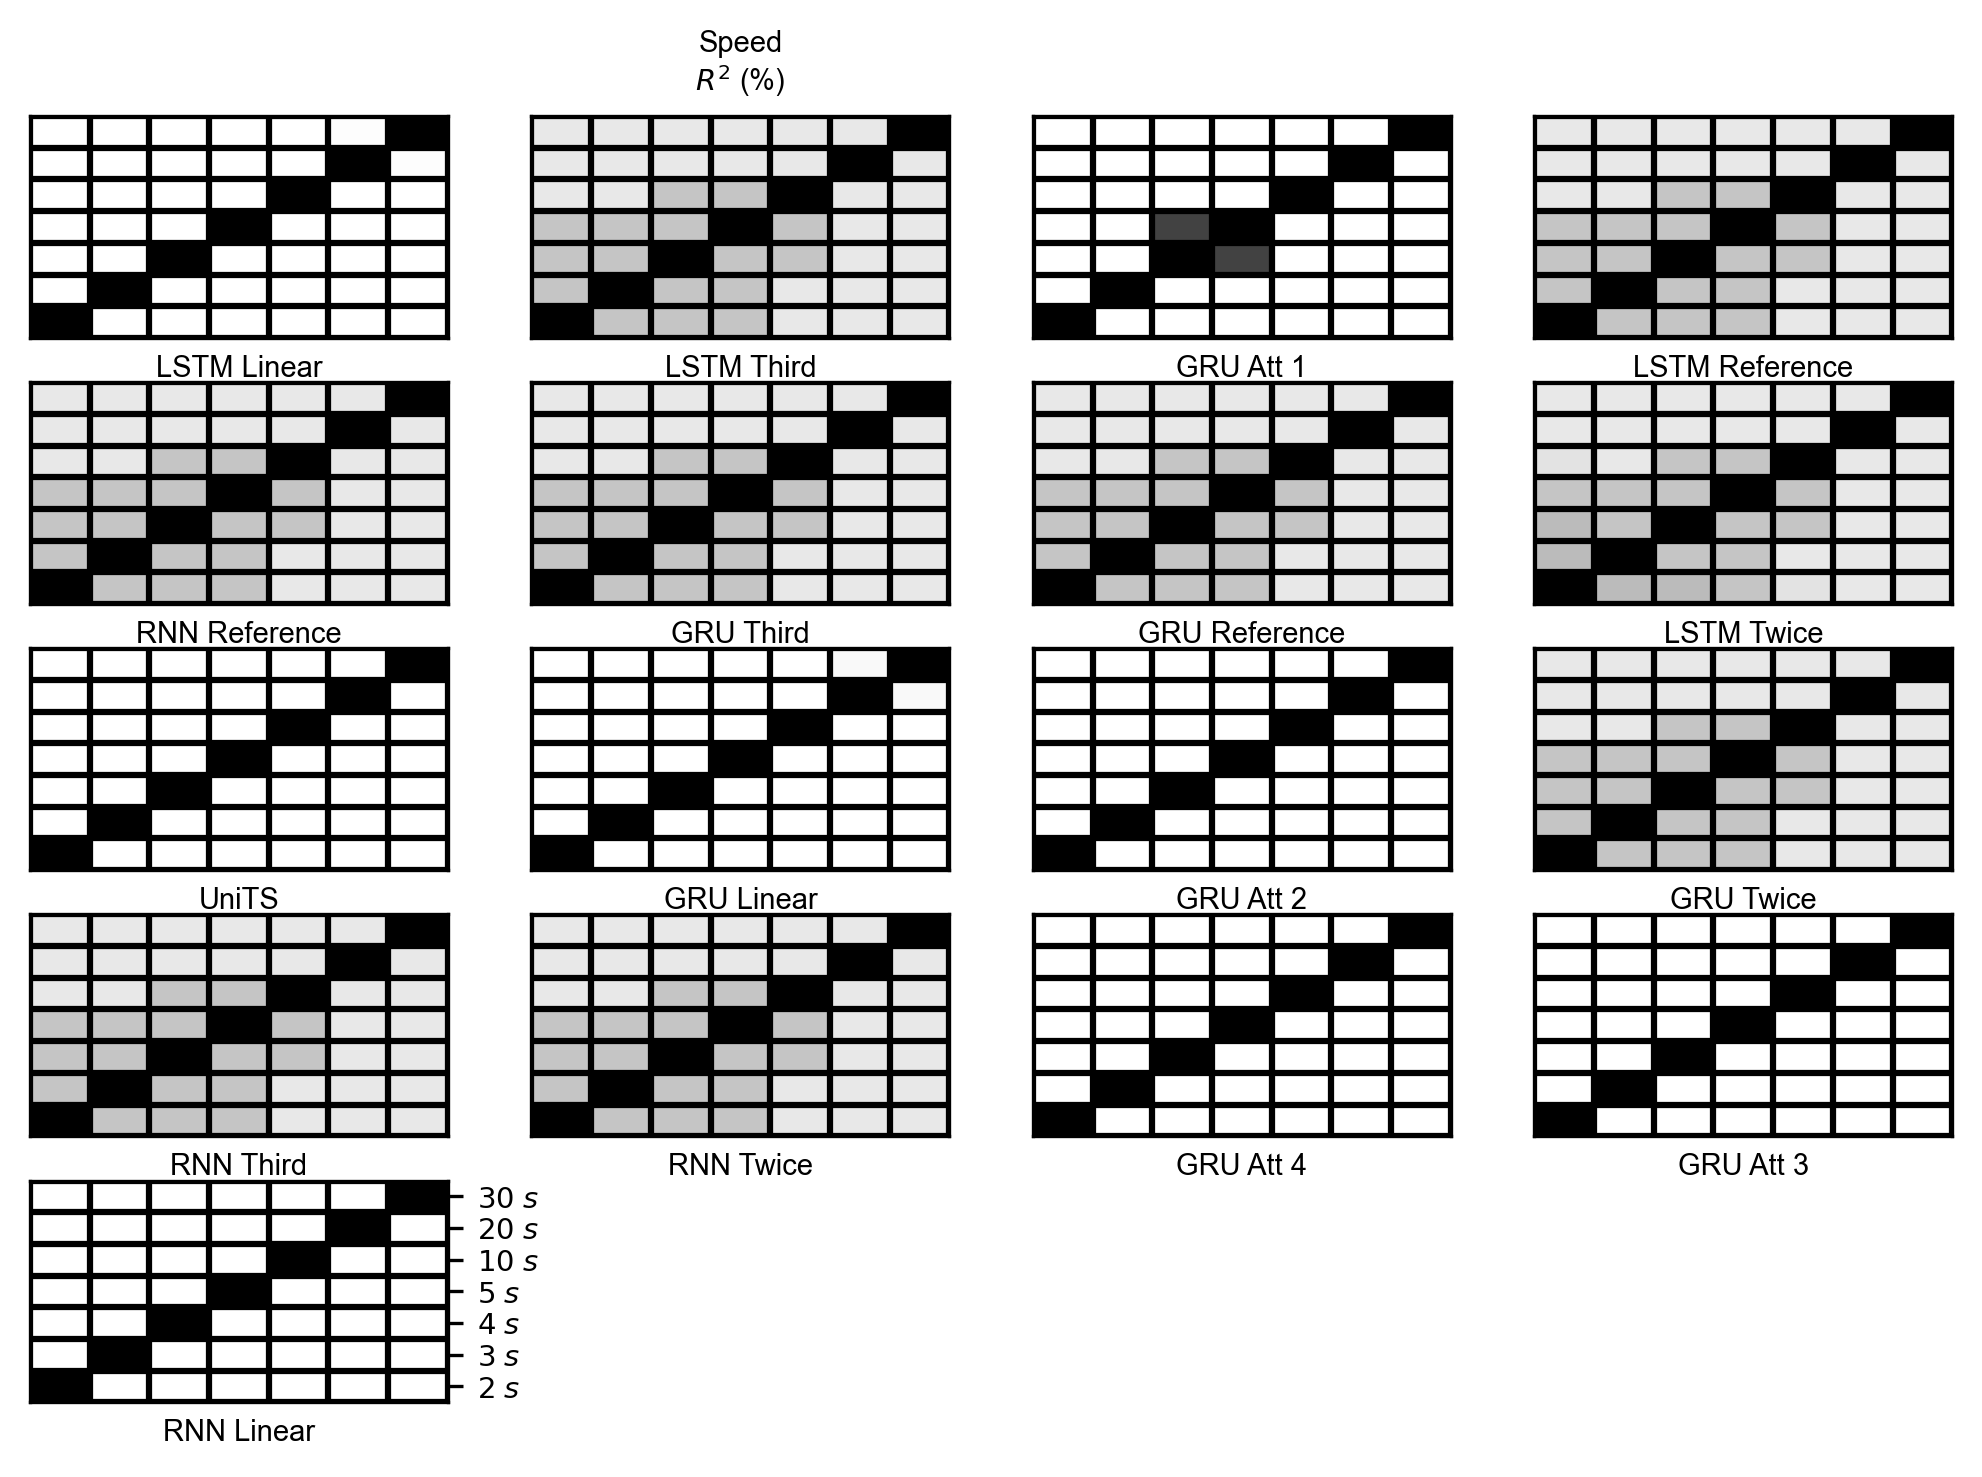 Speed
R² (%)
LSTM Linear
LSTM Third
GRU Att 1
LSTM Reference
RNN Reference
GRU Third
GRU Reference
LSTM Twice
UniTS
GRU Linear
GRU Att 2
GRU Twice
RNN Third
RNN Twice
GRU Att 4
GRU Att 3
30 s
20 s
10 s
5 s
4 s
3 s
2 s
RNN Linear